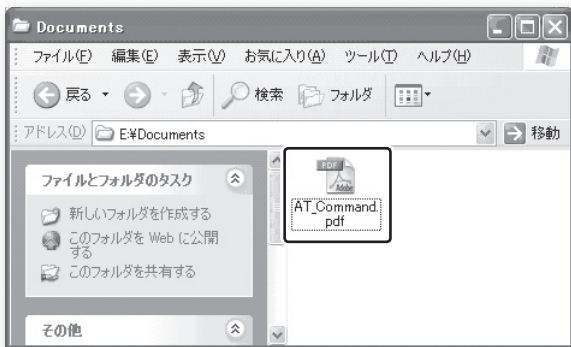 Documents
ファイル(F) 編集(E) 表示(V) お気に入り(A) ツール(T) ヘルプ(H)
戻る 検索 フォルダ
アドレス(D) E:¥Documents 移動
ファイルとフォルダのタスク
新しいフォルダを作成する
このフォルダを Web に公開
する
このフォルダを共有する
その他
PDF
Adobe
AT_Command.
pdf